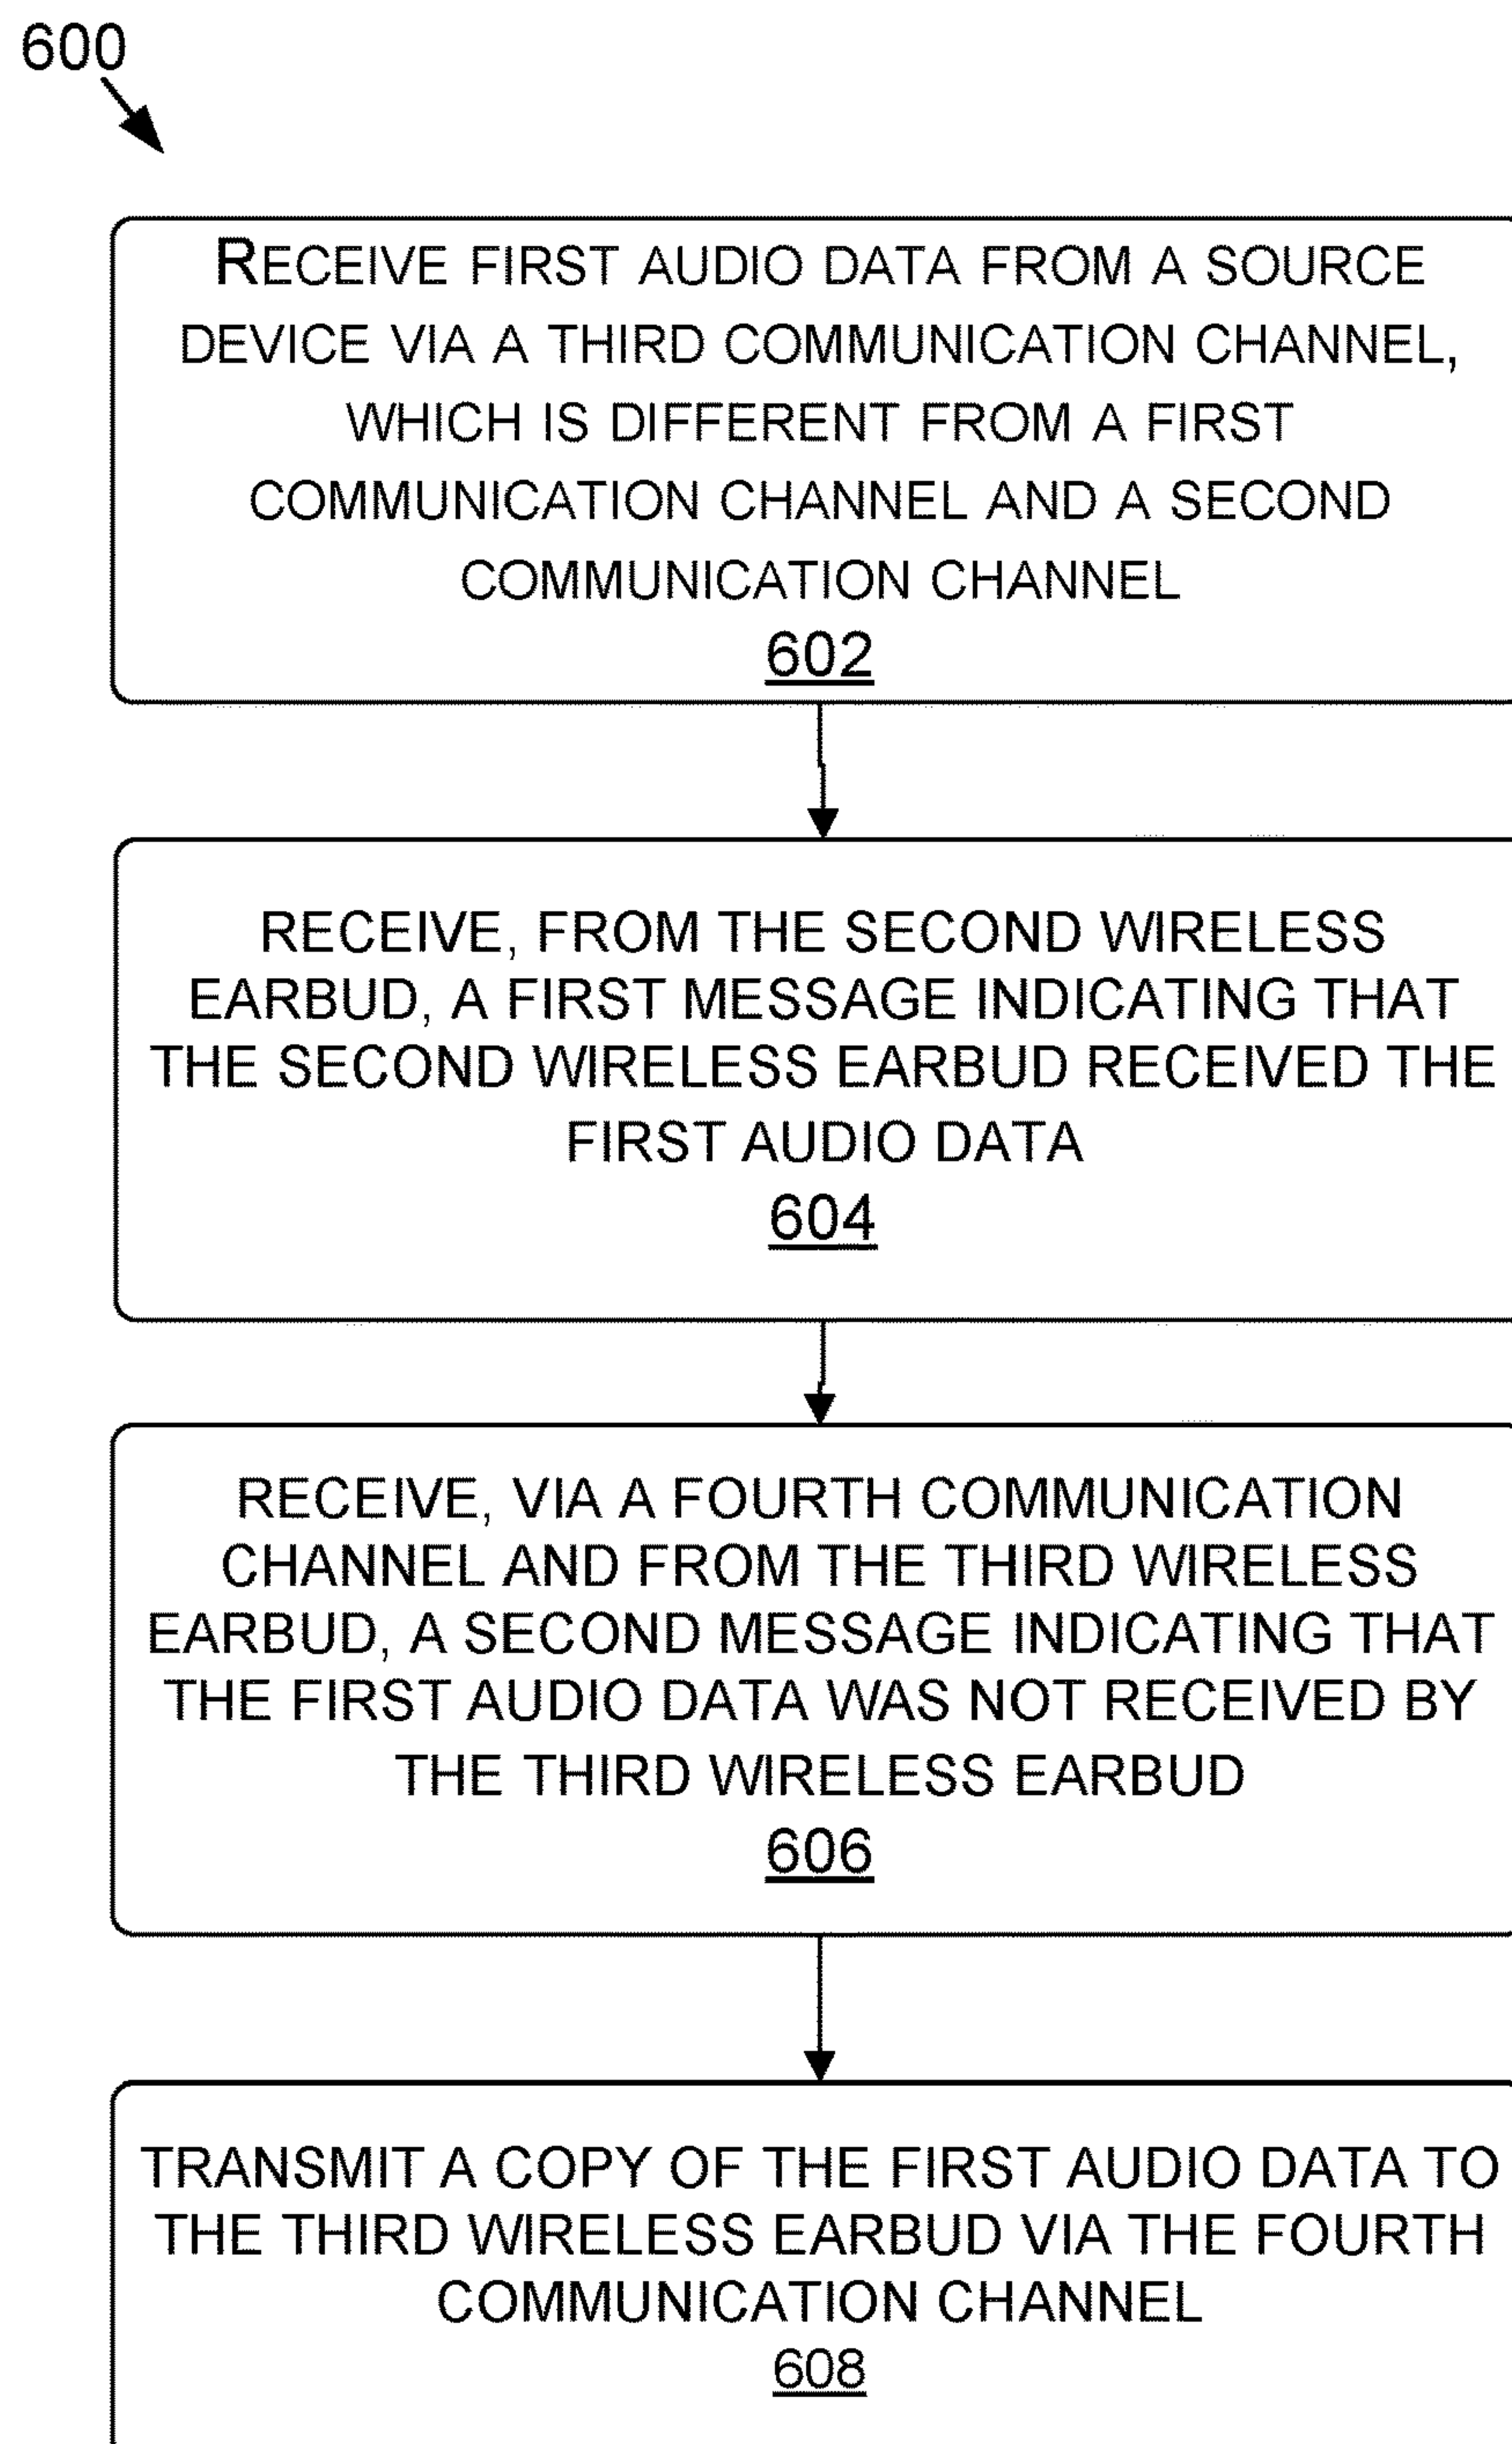 600
RECEIVE FIRST AUDIO DATA FROM A SOURCE
DEVICE VIA A THIRD COMMUNICATION CHANNEL,
WHICH IS DIFFERENT FROM A FIRST
COMMUNICATION CHANNEL AND A SECOND
COMMUNICATION CHANNEL
602
RECEIVE, FROM THE SECOND WIRELESS
EARBUD, A FIRST MESSAGE INDICATING THAT
THE SECOND WIRELESS EARBUD RECEIVED THE
FIRST AUDIO DATA
604
RECEIVE, VIA A FOURTH COMMUNICATION
CHANNEL AND FROM THE THIRD WIRELESS
EARBUD, A SECOND MESSAGE INDICATING THAT
THE FIRST AUDIO DATA WAS NOT RECEIVED BY
THE THIRD WIRELESS EARBUD
606
TRANSMIT A COPY OF THE FIRST AUDIO DATA TO
THE THIRD WIRELESS EARBUD VIA THE FOURTH
COMMUNICATION CHANNEL
608